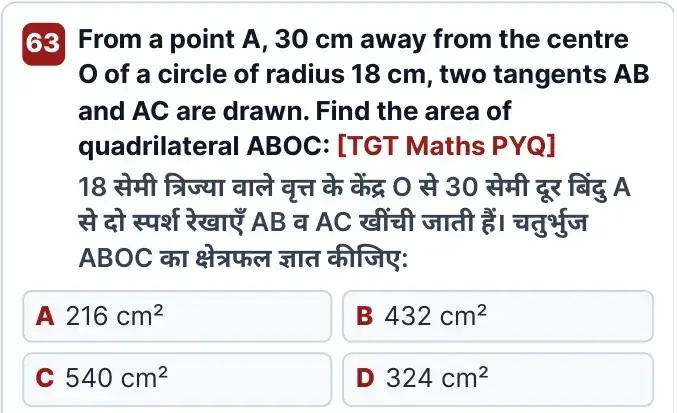 63 From a point A, 30 cm away from the centre
O of a circle of radius 18 cm, two tangents AB
and AC are drawn. Find the area of
quadrilateral ABOC: [TGT Maths PYQ]
18 सेमी त्रिज्या वाले वृत्त के केंद्र O से 30 सेमी दूर बिंदु A
से दो स्पर्श रेखाएँ AB व AC खींची जाती हैं। चतुर्भुज
ABOC का क्षेत्रफल ज्ञात कीजिए:
A 216 cm² B 432 cm²
C 540 cm² D 324 cm²